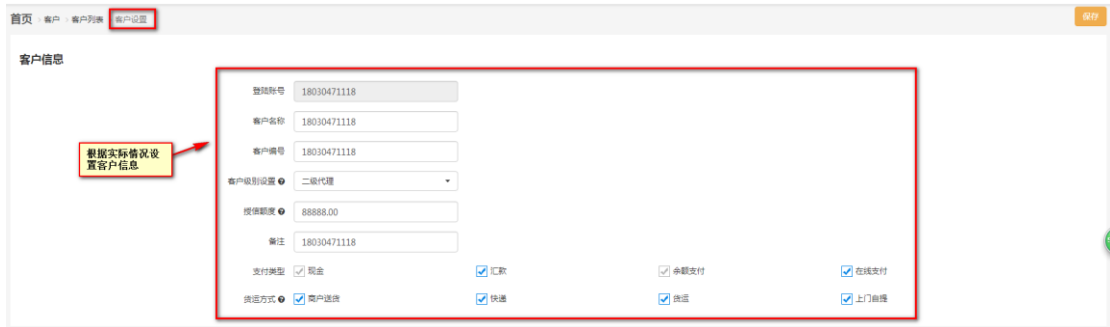 首页 > 客户 > 客户列表 客户设置 保存
客户信息
登陆账号 18030471118
客户名称 18030471118
根据实际情况设
置客户信息
客户编号 18030471118
客户级别设置 二级代理
授信额度 88888.00
备注 18030471118
支付类型 现金 汇款 余额支付 在线支付
货运方式 商户送货 快递 货运 上门自提